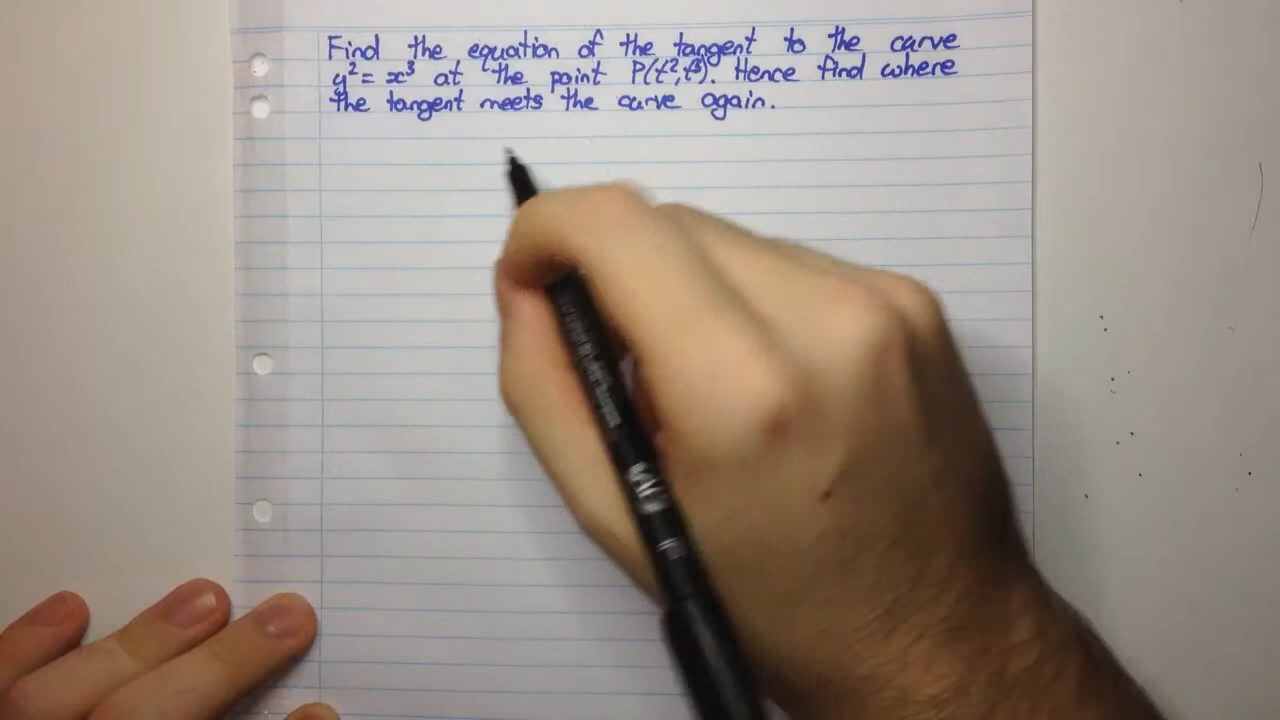 Find the equation of the tangent to the curve
y² = x³ at the point P(t², t³). Hence find where
the tangent meets the curve again.